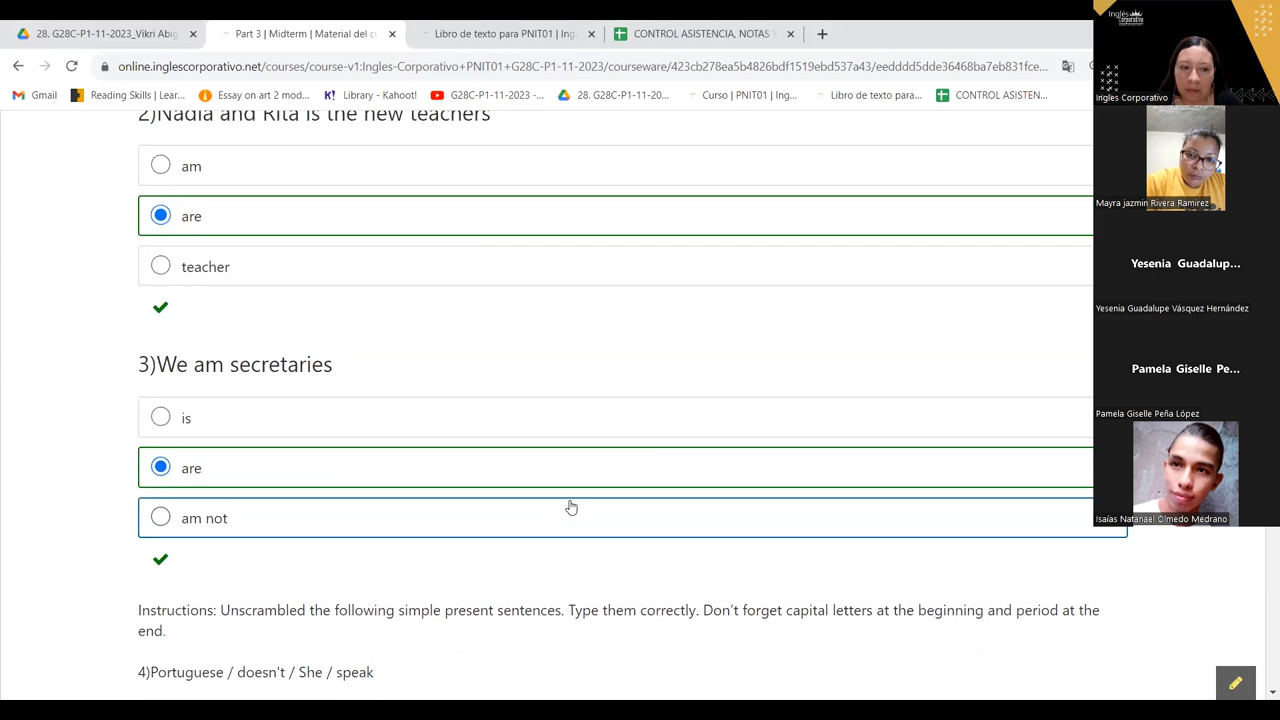 28. G28C-P1-11-2023_Vikri Abig
Part 3 | Midterm | Material del cu
Libro de texto para PNIT01 | Ing
CONTROL ASISTENCIA, NOTAS Y
online.inglescorporativo.net/courses/course-v1:Ingles-Corporativo+PNIT01+G28C-P1-11-2023/courseware/423cb278ea5b4826bdf1519ebd537a43/eedddd5dde36468ba7eb831fce...
Gmail
Reading Skills | Lear...
Essay on art 2 mod...
Library - Kahoot!
G28C-P1-11-2023 -...
28. G28C-P1-11-202...
Curso | PNIT01 | Ing...
Libro de texto para...
CONTROL ASISTEN...
2)Nadia and Rita is the new teachers
am
are
teacher
3)We am secretaries
is
are
am not
Instructions: Unscrambled the following simple present sentences. Type them correctly. Don’t forget capital letters at the beginning and period at the
end.
4)Portuguese / doesn't / She / speak
Inglés
Corporativo
Ingles Corporativo
Mayra jazmin Rivera Ramirez
Yesenia Guadalup...
Yesenia Guadalupe Vásquez Hernández
Pamela Giselle Pe...
Pamela Giselle Peña López
Isaías Natanael Olmedo Medrano